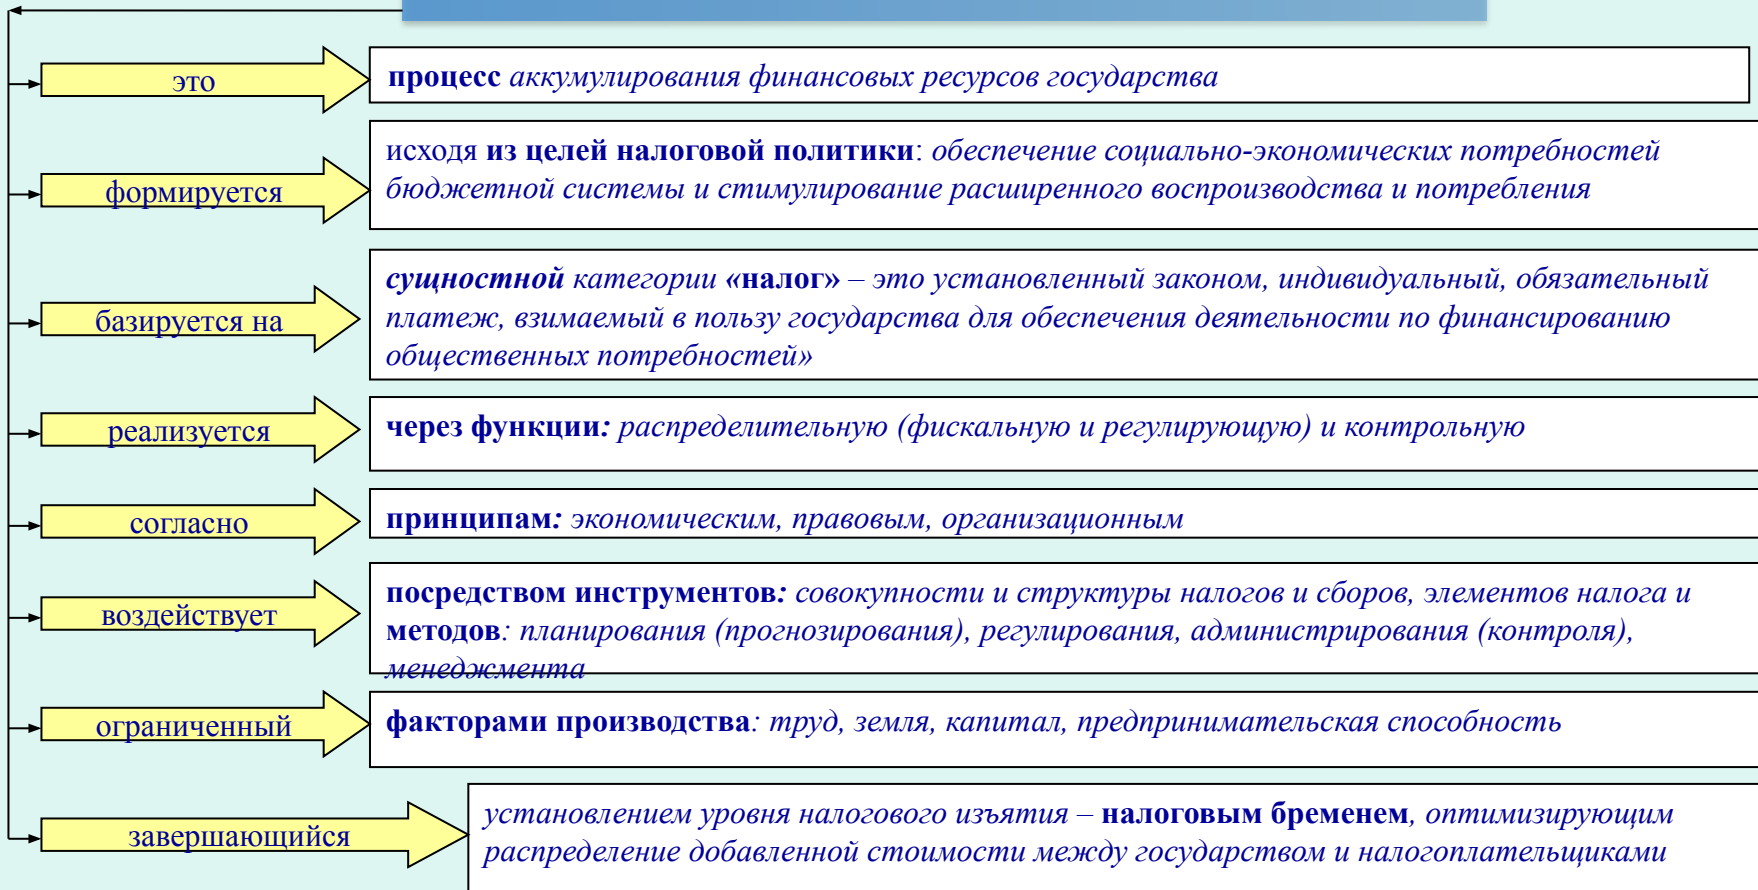 это
процесс аккумулирования финансовых ресурсов государства
формируется
исходя из целей налоговой политики: обеспечение социально-экономических потребностей
бюджетной системы и стимулирование расширенного воспроизводства и потребления
базируется на
сущностной категории «налог» – это установленный законом, индивидуальный, обязательный
платеж, взимаемый в пользу государства для обеспечения деятельности по финансированию
общественных потребностей»
реализуется
через функции: распределительную (фискальную и регулирующую) и контрольную
согласно
принципам: экономическим, правовым, организационным
воздействует
посредством инструментов: совокупности и структуры налогов и сборов, элементов налога и
методов: планирования (прогнозирования), регулирования, администрирования (контроля),
менеджмента
ограниченный
факторами производства: труд, земля, капитал, предпринимательская способность
завершающийся
установлением уровня налогового изъятия – налоговым бременем, оптимизирующим
распределение добавленной стоимости между государством и налогоплательщиками